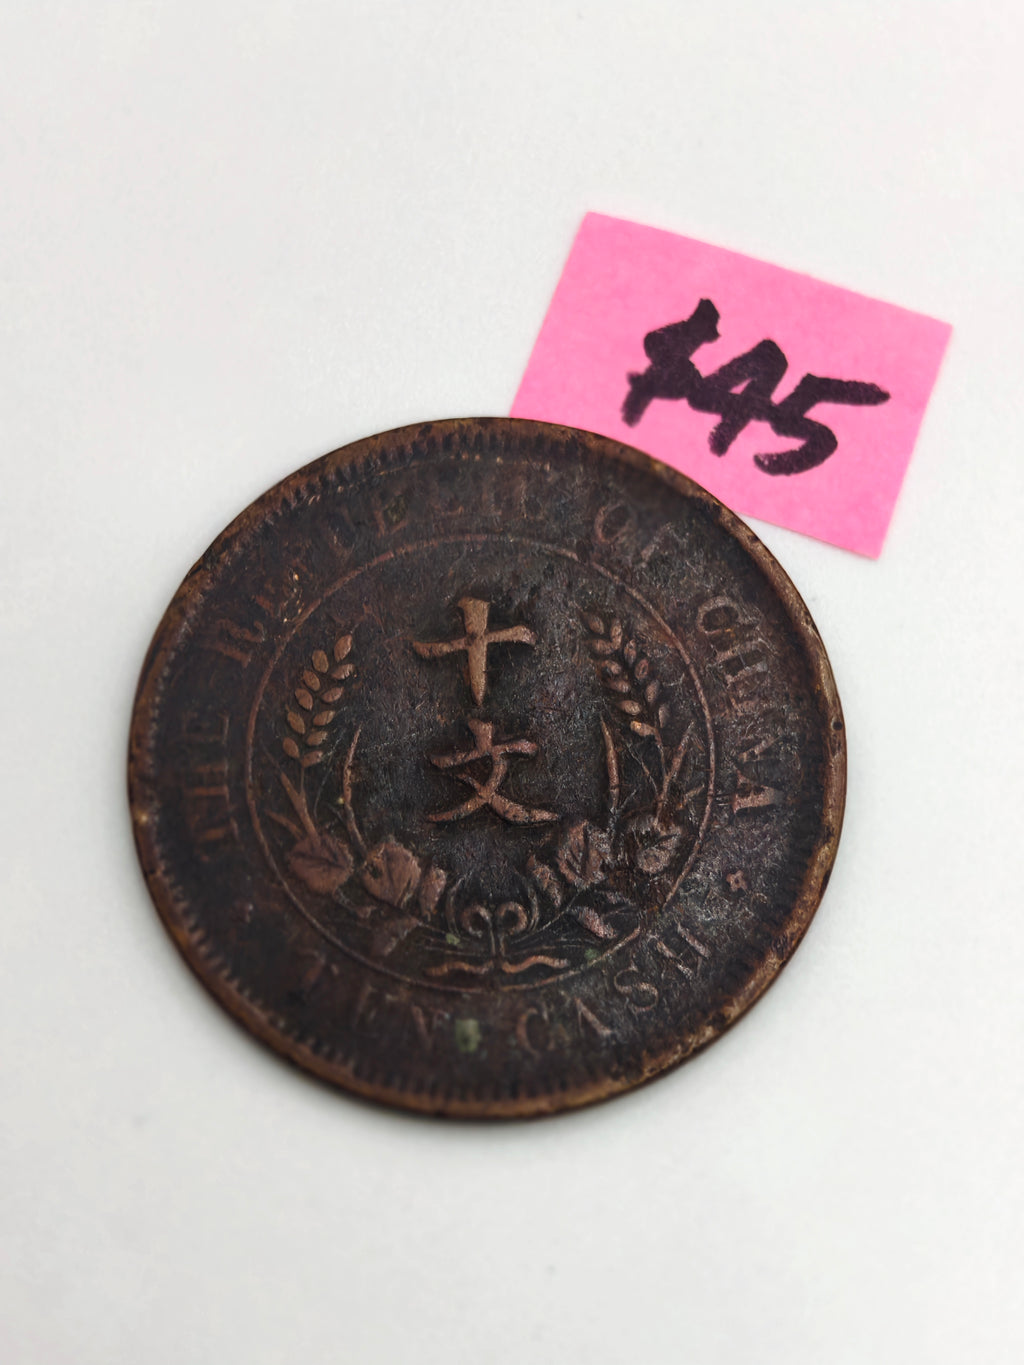 $45
THE REPUBLIC OF CHINA
十
文
TEN CASH